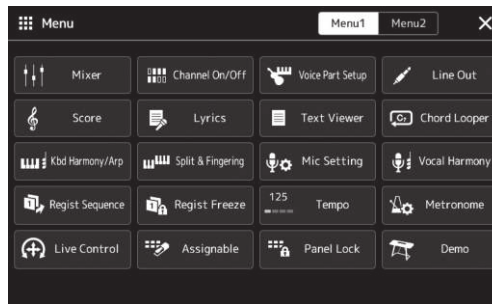 Menu Menu1 Menu2
Mixer Channel On/Off Voice Part Setup Line Out
Score Lyrics Text Viewer Chord Looper
Kbd Harmony/Arp Split & Fingering Mic Setting Vocal Harmony
Regist Sequence Regist Freeze 125 Tempo Metronome
Live Control Assignable Panel Lock Demo